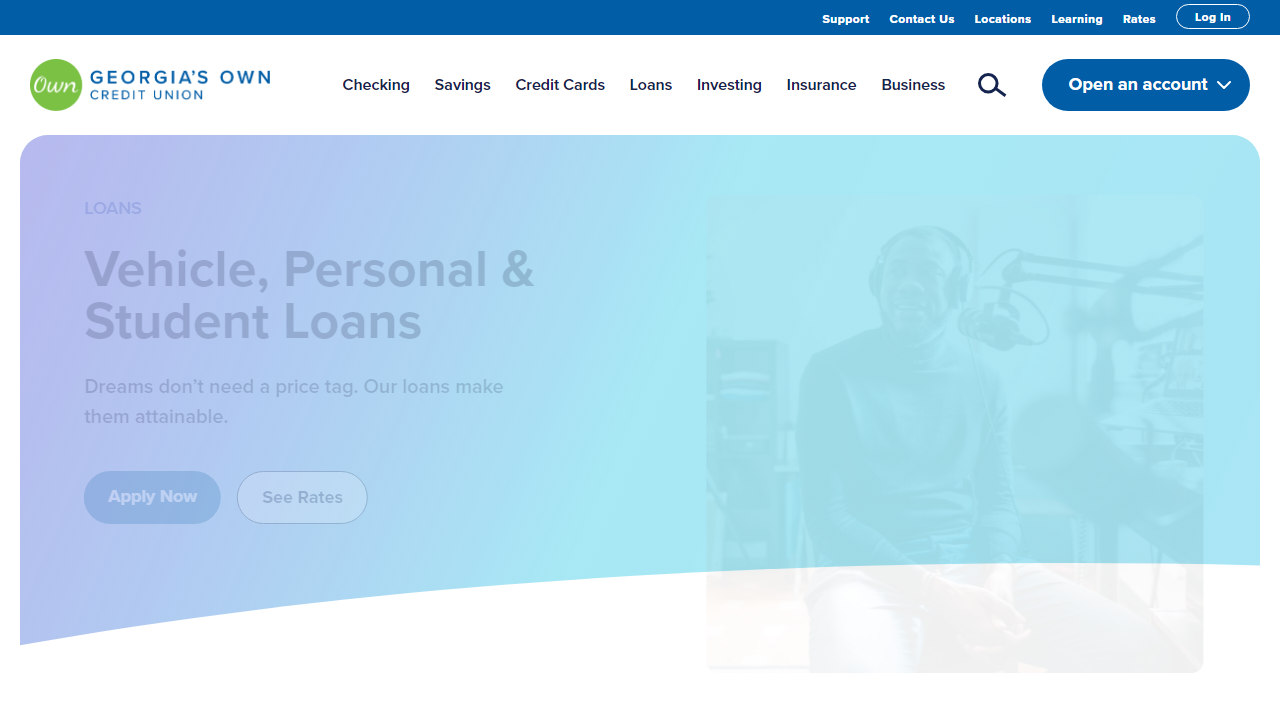 Support Contact Us Locations Learning Rates Log In
Own GEORGIA'S OWN
CREDIT UNION
Checking Savings Credit Cards Loans Investing Insurance Business Open an account
LOANS
Vehicle, Personal &
Student Loans
Dreams don't need a price tag. Our loans make
them attainable.
Apply Now See Rates